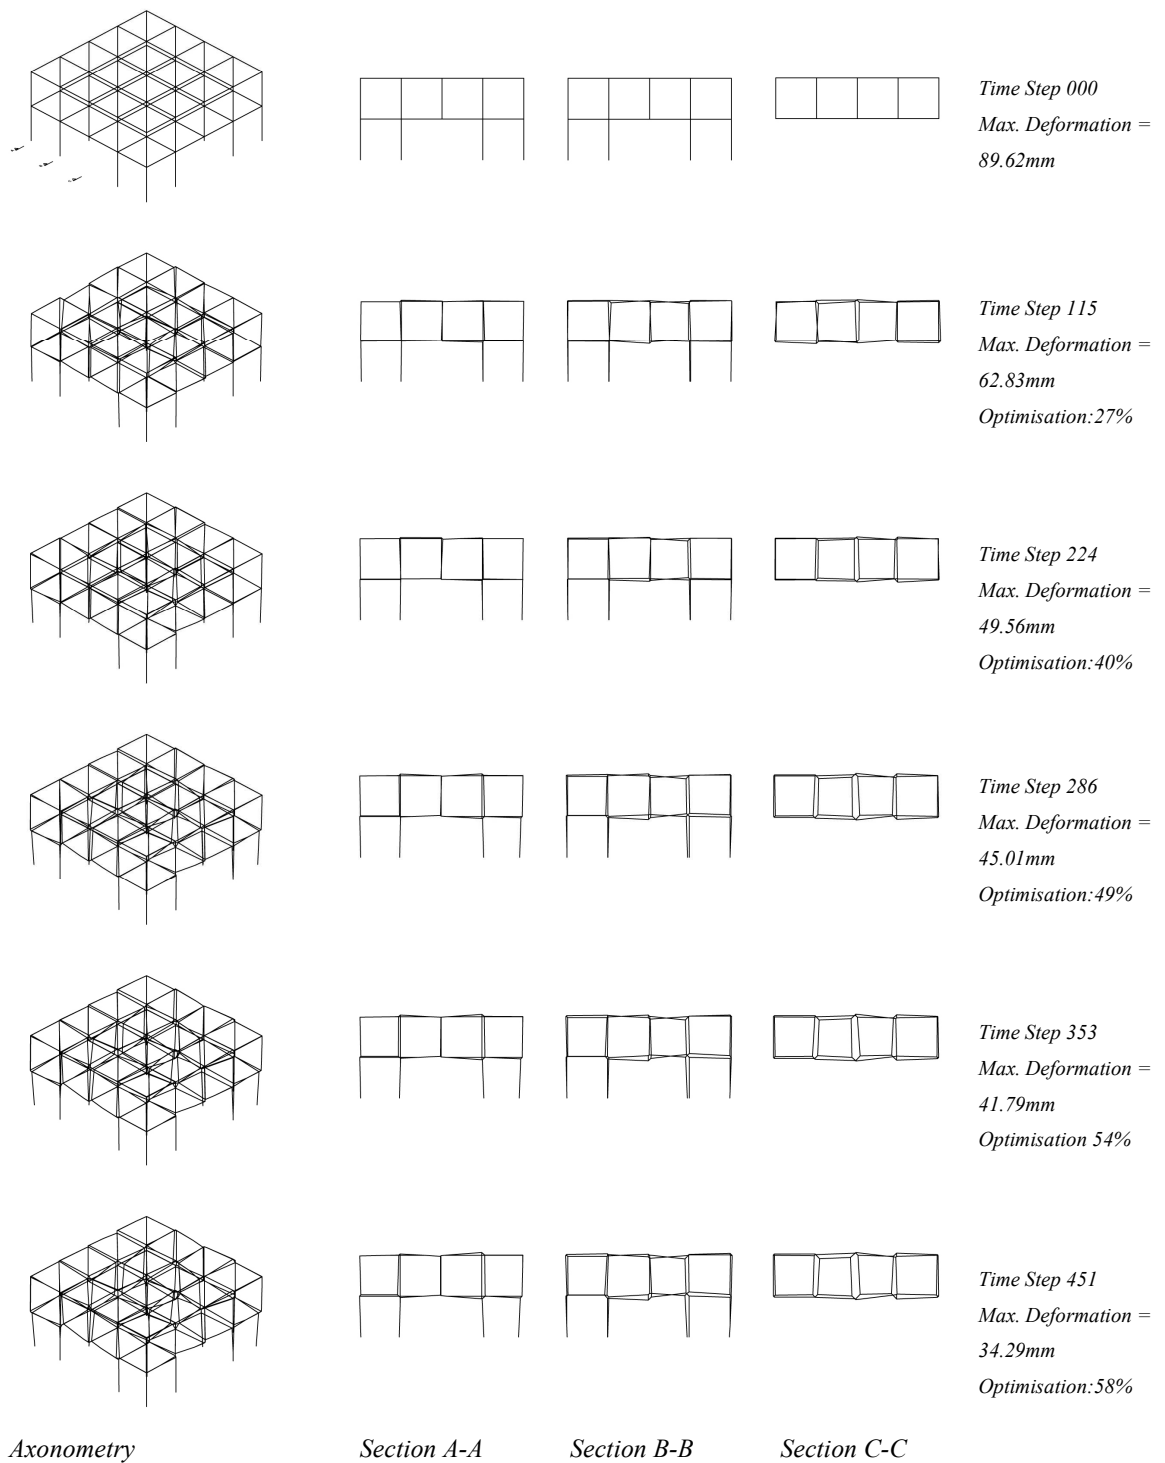 Time Step 000
Max. Deformation =
89.62mm
Time Step 115
Max. Deformation =
62.83mm
Optimisation:27%
Time Step 224
Max. Deformation =
49.56mm
Optimisation:40%
Time Step 286
Max. Deformation =
45.01mm
Optimisation:49%
Time Step 353
Max. Deformation =
41.79mm
Optimisation 54%
Time Step 451
Max. Deformation =
34.29mm
Optimisation:58%
Axonometry
Section A-A
Section B-B
Section C-C